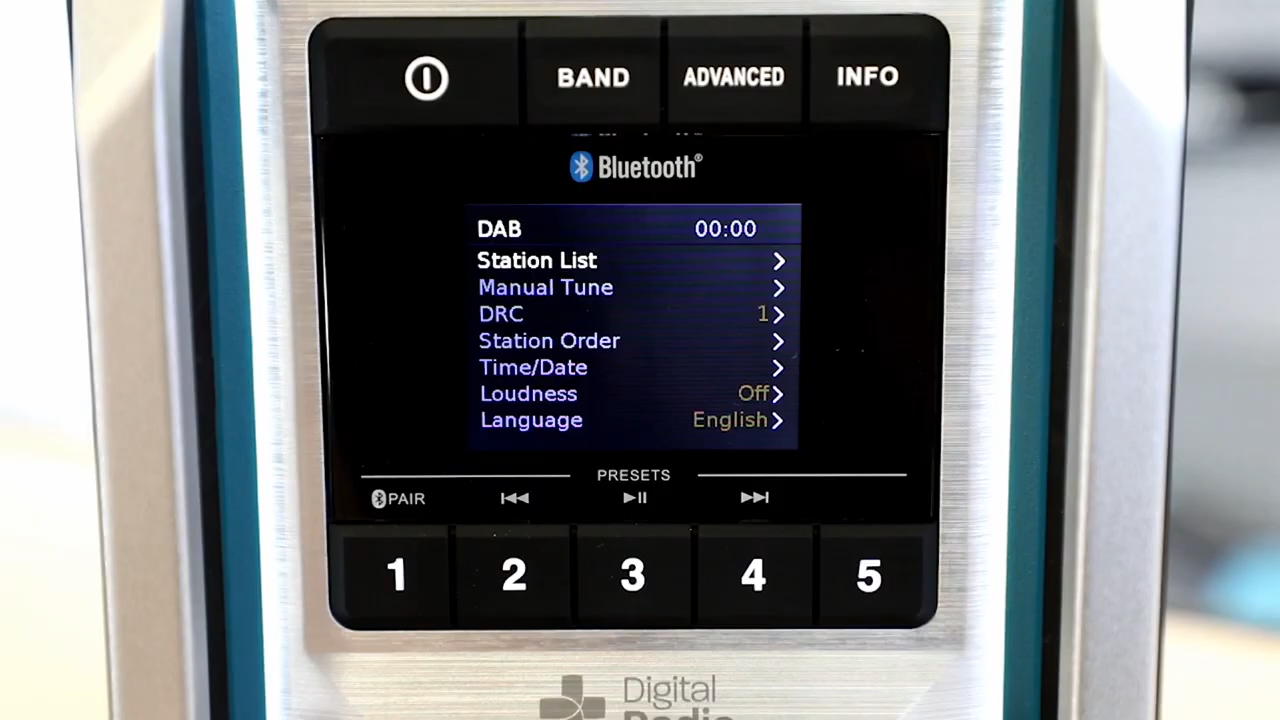 BAND ADVANCED INFO
Bluetooth®
DAB 00:00
Station List
Manual Tune
DRC 1
Station Order
Time/Date
Loudness Off
Language English
PRESETS
PAIR
1 2 3 4 5
Digital
Radio